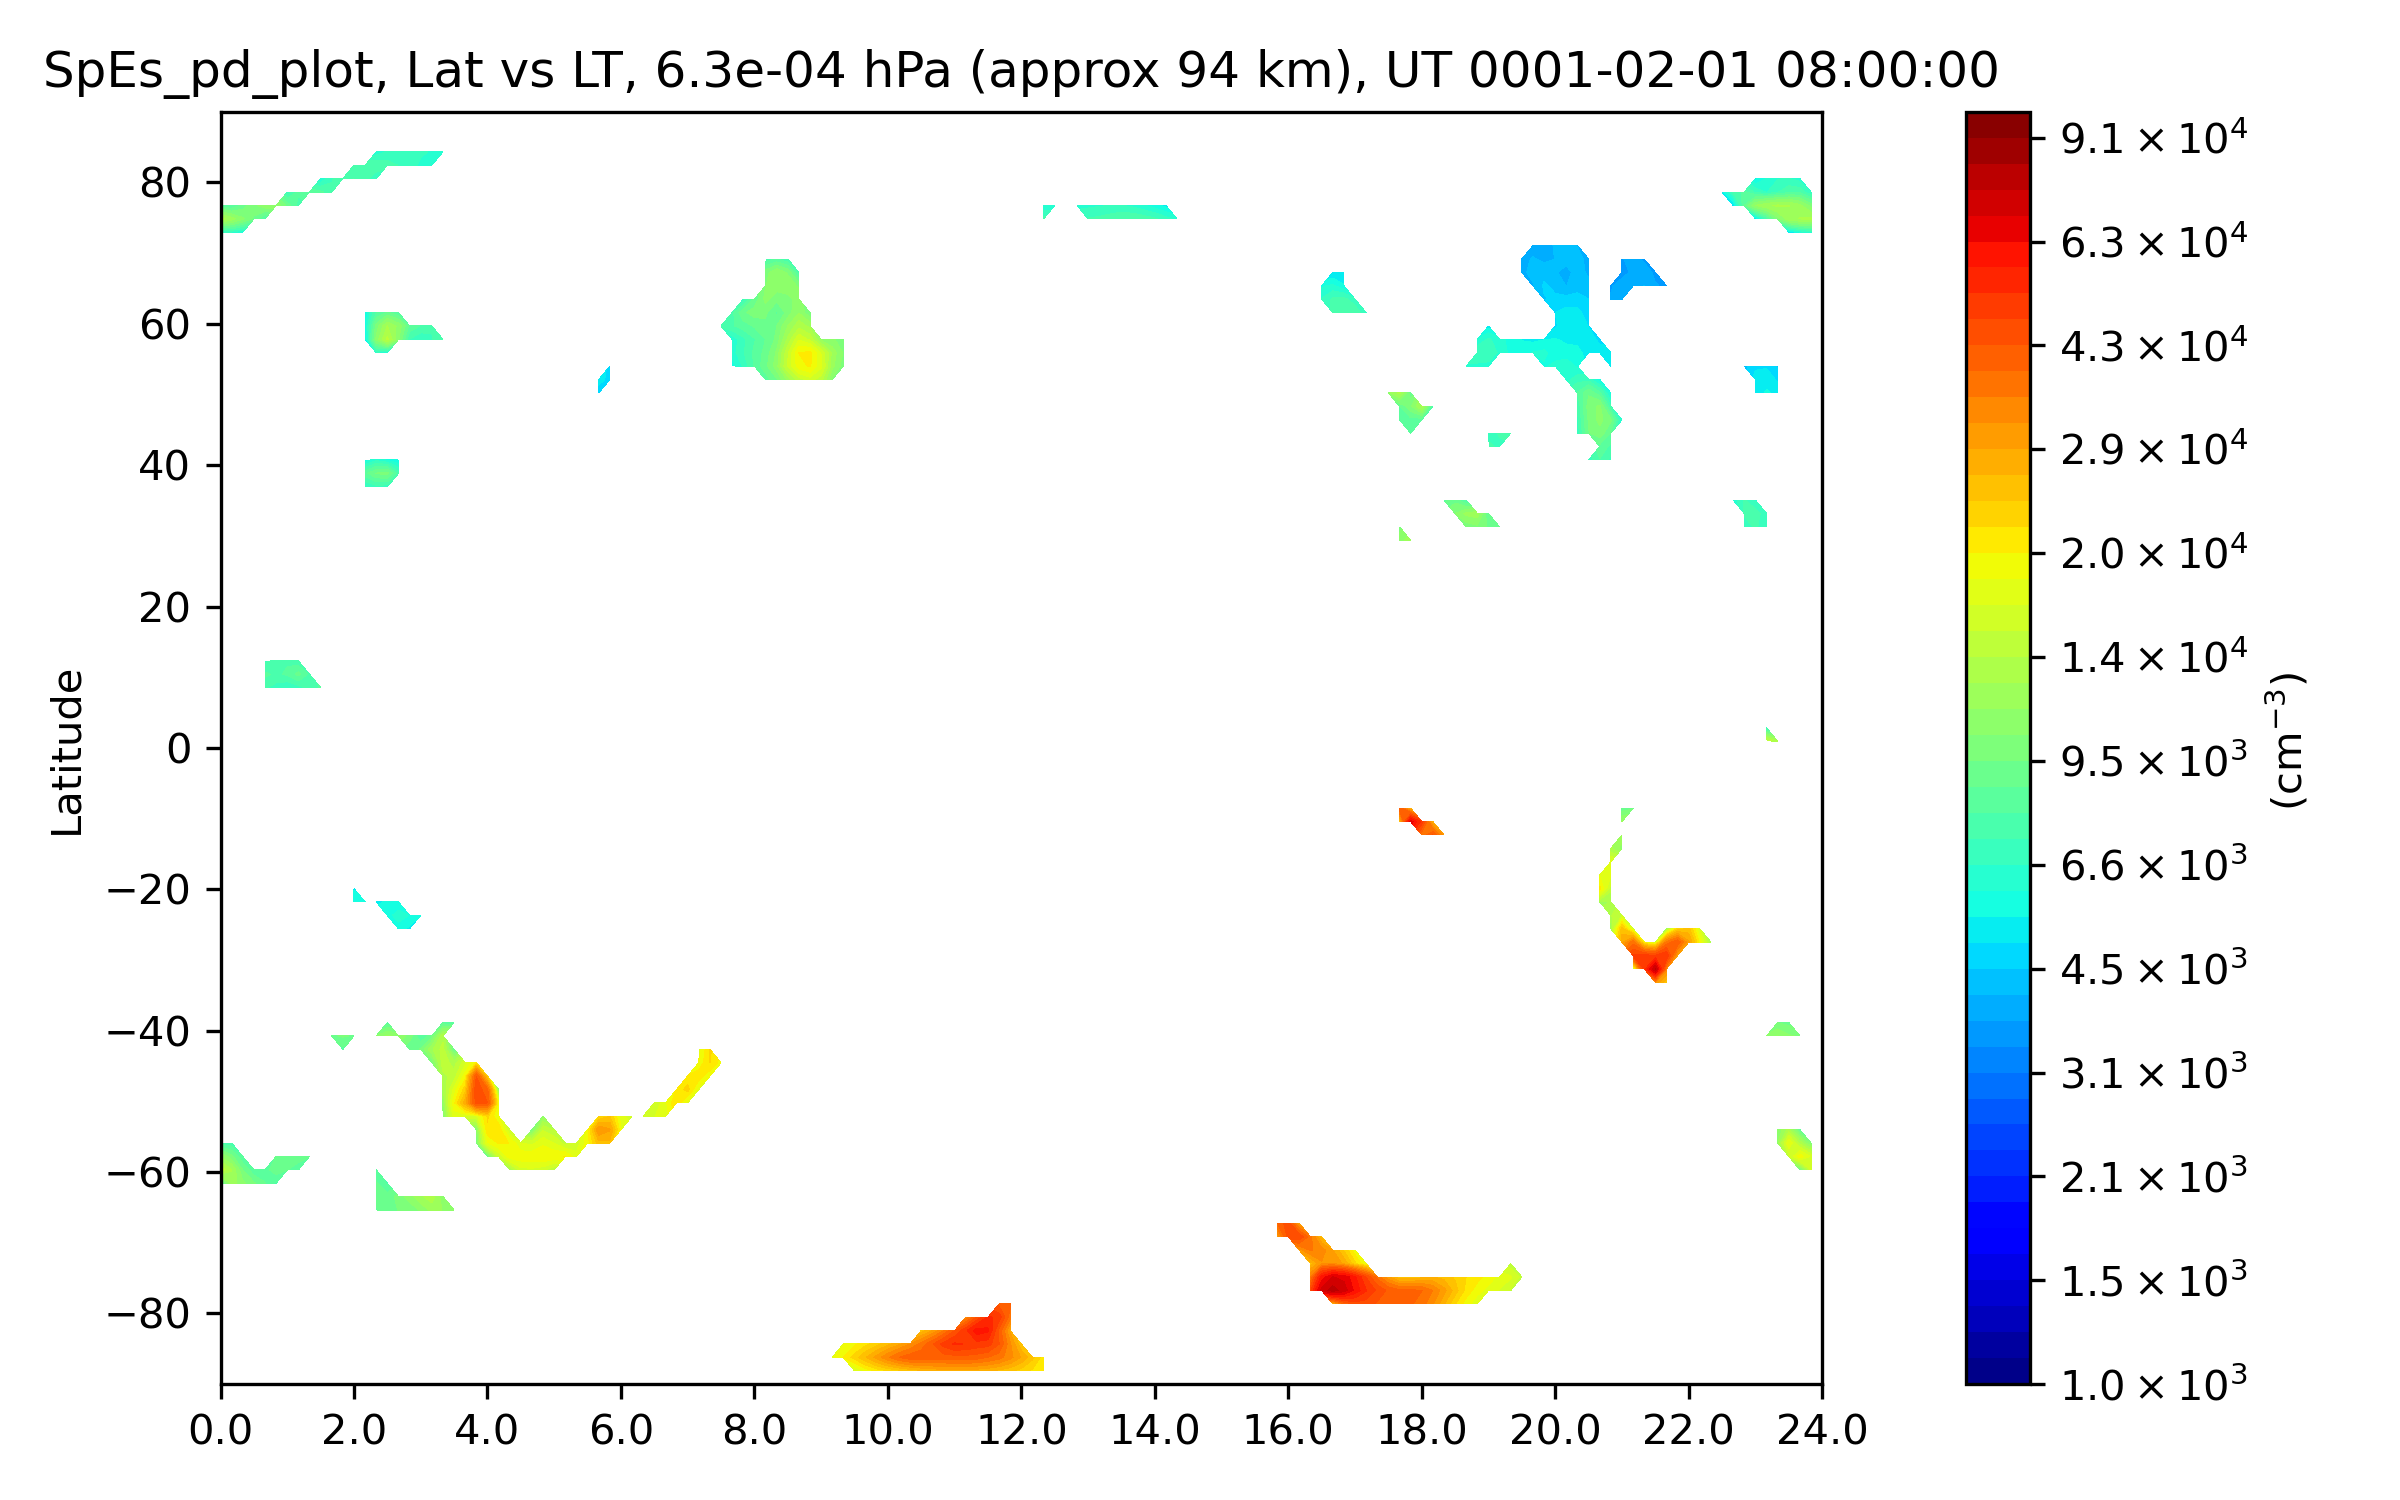 SpEs_pd_plot, Lat vs LT, 6.3e-04 hPa (approx 94 km), UT 0001-02-01 08:00:00
80
60
40
20
0
−20
−40
−60
−80
Latitude
0.0 2.0 4.0 6.0 8.0 10.0 12.0 14.0 16.0 18.0 20.0 22.0 24.0
9.1 × 10⁴
6.3 × 10⁴
4.3 × 10⁴
2.9 × 10⁴
2.0 × 10⁴
1.4 × 10⁴
9.5 × 10³
6.6 × 10³
4.5 × 10³
3.1 × 10³
2.1 × 10³
1.5 × 10³
1.0 × 10³
(cm⁻³)